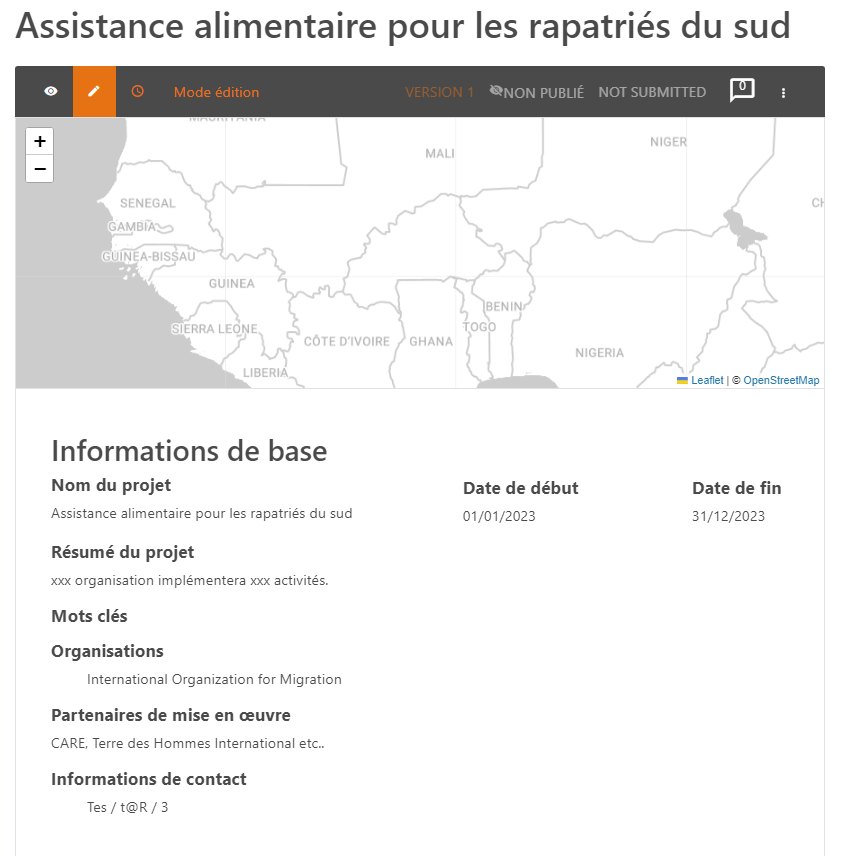 Assistance alimentaire pour les rapatriés du sud
Mode édition
VERSION 1
NON PUBLIÉ
NOT SUBMITTED
0
+
−
MAURITANIA
MALI
NIGER
SENEGAL
CH
GAMBIA
GUINEA-BISSAU
GUINEA
BENIN
SIERRA LEONE
TOGO
CÔTE D'IVOIRE
GHANA
NIGERIA
LIBERIA
Leaflet | © OpenStreetMap
Informations de base
Nom du projet
Assistance alimentaire pour les rapatriés du sud
Date de début
01/01/2023
Date de fin
31/12/2023
Résumé du projet
xxx organisation implémentera xxx activités.
Mots clés
Organisations
International Organization for Migration
Partenaires de mise en œuvre
CARE, Terre des Hommes International etc..
Informations de contact
Tes / t@R / 3